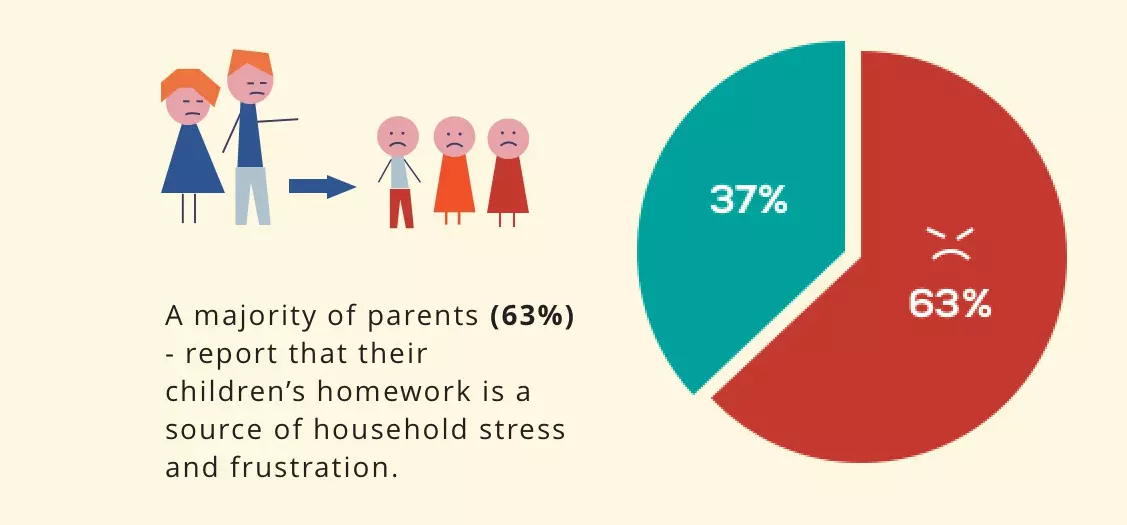 A majority of parents (63%)
- report that their
children’s homework is a
source of household stress
and frustration.
37%
63%